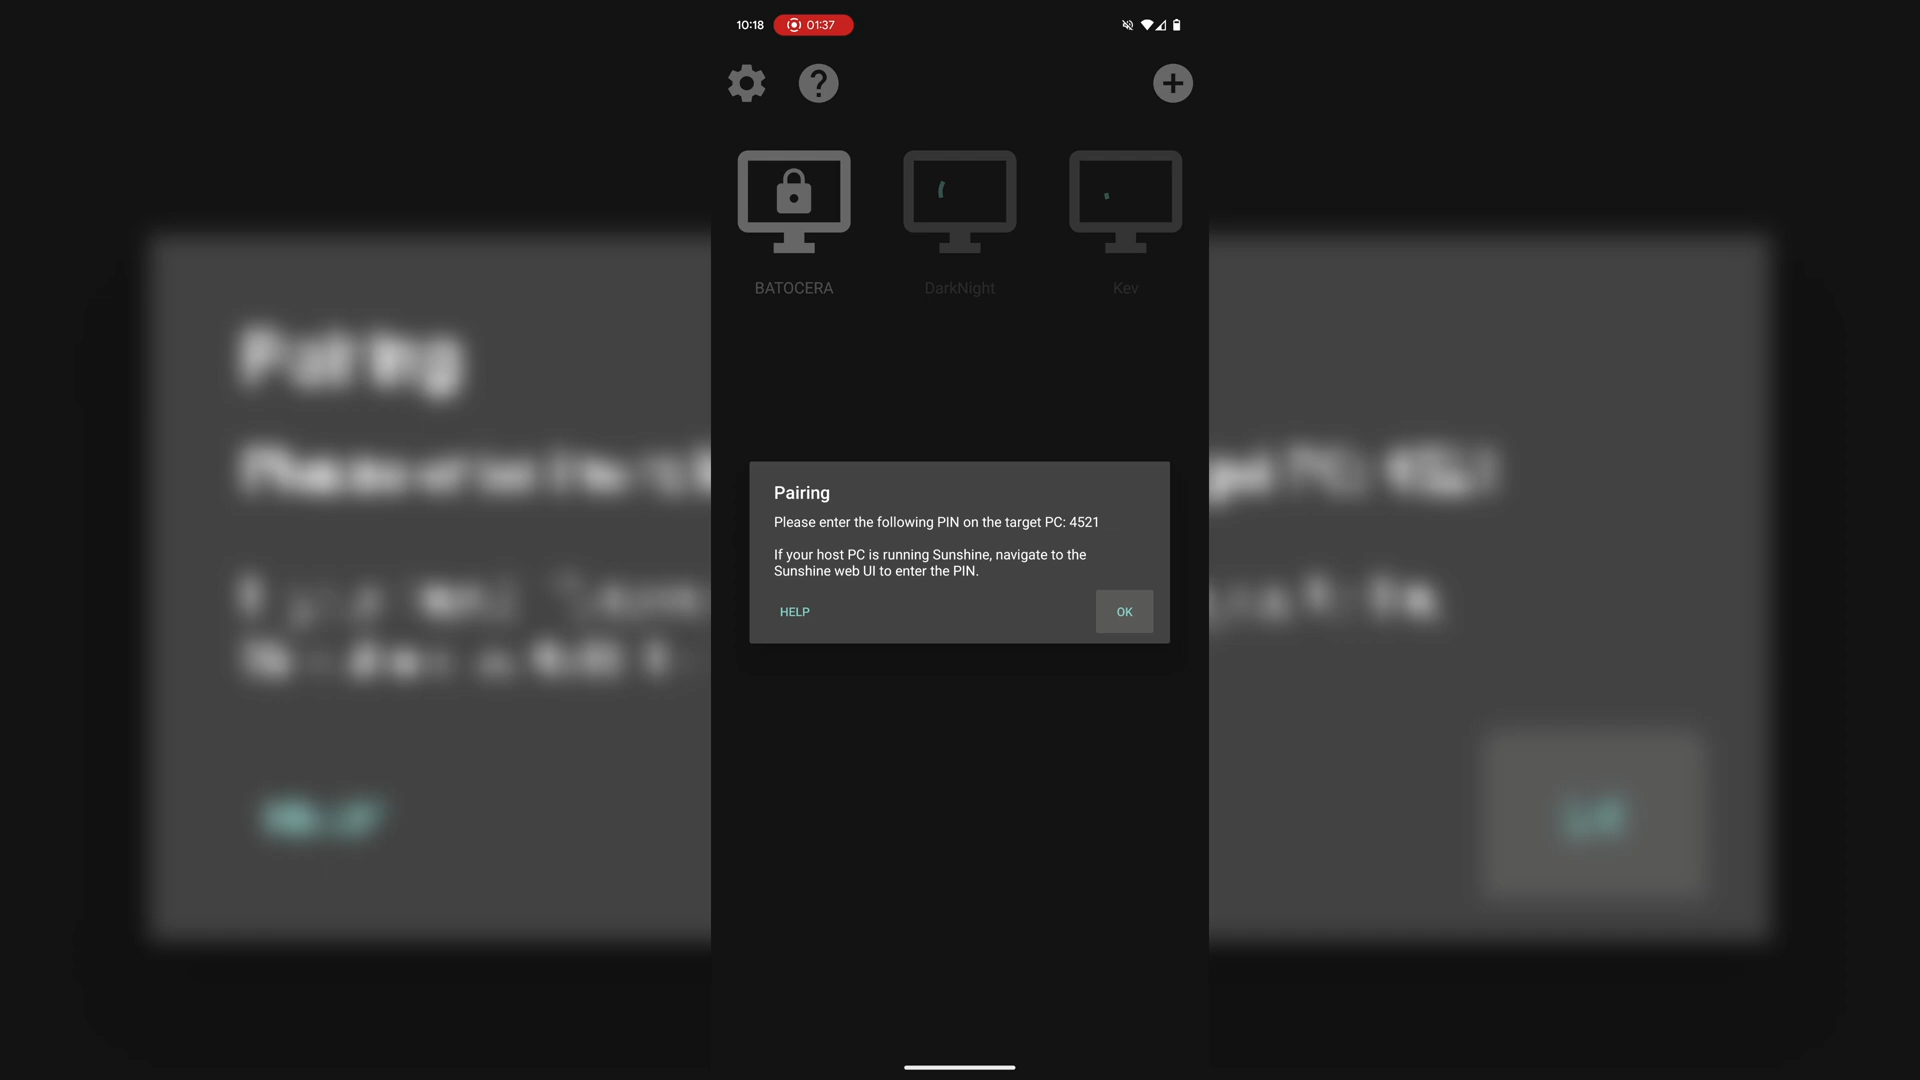 10:18 01:37
BATOCERA DarkNight Kev
Pairing
Please enter the following PIN on the target PC: 4521
If your host PC is running Sunshine, navigate to the
Sunshine web UI to enter the PIN.
HELP OK